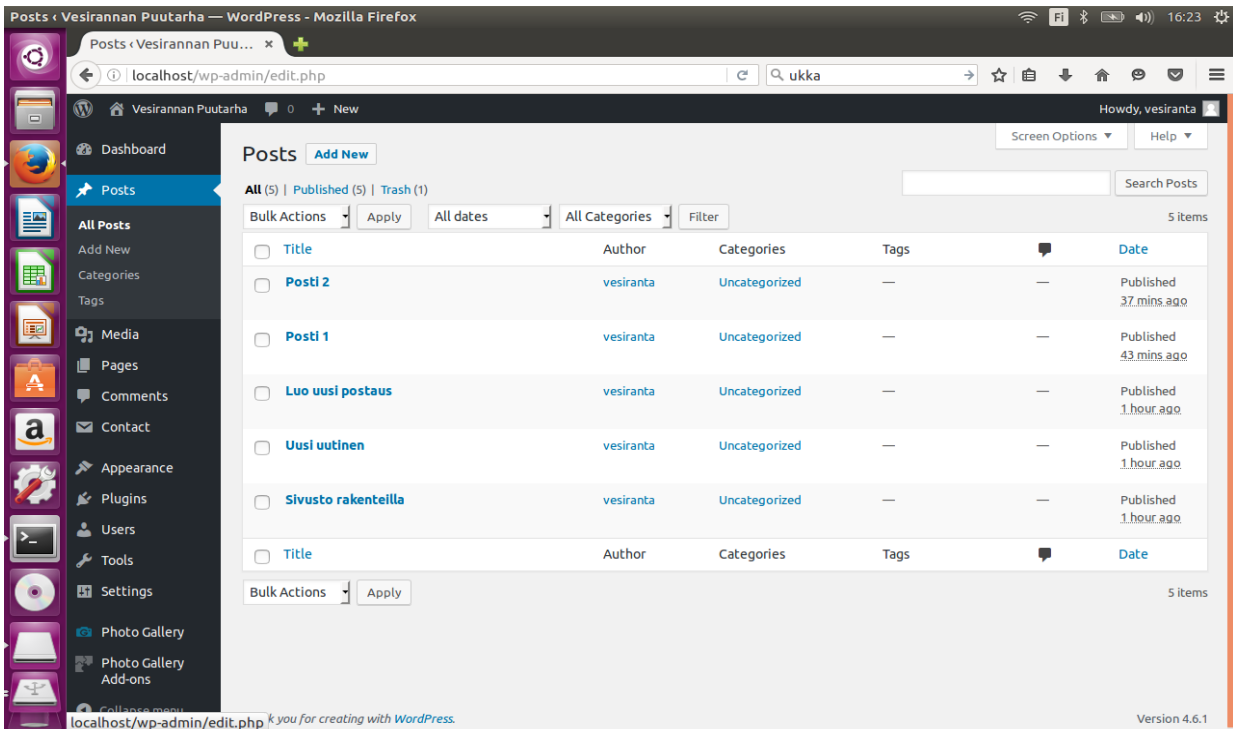 Posts ‹ Vesirannan Puutarha — WordPress - Mozilla Firefox
Fi 16:23
Posts ‹ Vesirannan Puu... ×
localhost/wp-admin/edit.php
ukka
Vesirannan Puutarha 0 + New
Howdy, vesiranta
Dashboard
Posts
All Posts
Add New
Categories
Tags
Media
Pages
Comments
Contact
Appearance
Plugins
Users
Tools
Settings
Photo Gallery
Photo Gallery
Add-ons
Collapse menu
localhost/wp-admin/edit.php
Screen Options ▼ Help ▼
Posts Add New
All (5) | Published (5) | Trash (1)
Search Posts
Bulk Actions Apply All dates All Categories Filter 5 items
Title Author Categories Tags Date
Posti 2 vesiranta Uncategorized — — Published
37 mins ago
Posti 1 vesiranta Uncategorized — — Published
43 mins ago
Luo uusi postaus vesiranta Uncategorized — — Published
1 hour ago
Uusi uutinen vesiranta Uncategorized — — Published
1 hour ago
Sivusto rakenteilla vesiranta Uncategorized — — Published
1 hour ago
Title Author Categories Tags Date
Bulk Actions Apply 5 items
k you for creating with WordPress.
Version 4.6.1